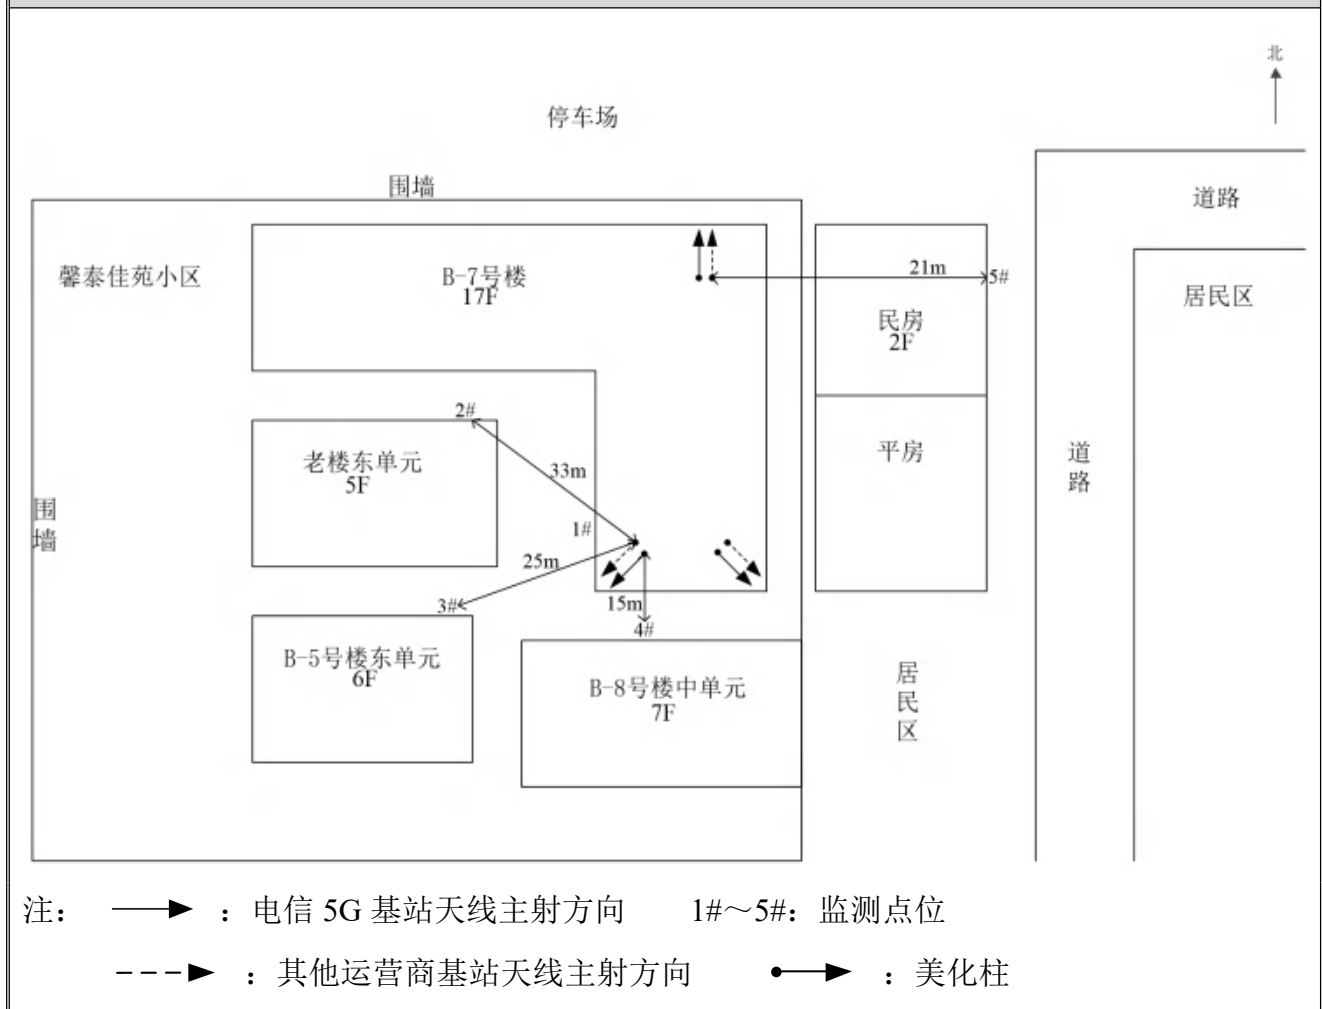 北
停车场
围墙
道路
馨泰佳苑小区
B-7号楼
17F
21m
5#
居民区
民房
2F
2#
老楼东单元
5F
33m
平房
道路
围墙
1#
25m
15m
3#
4#
B-5号楼东单元
6F
B-8号楼中单元
7F
居民区
注： ：电信 5G 基站天线主射方向 1#～5#：监测点位
：其他运营商基站天线主射方向 ：美化柱